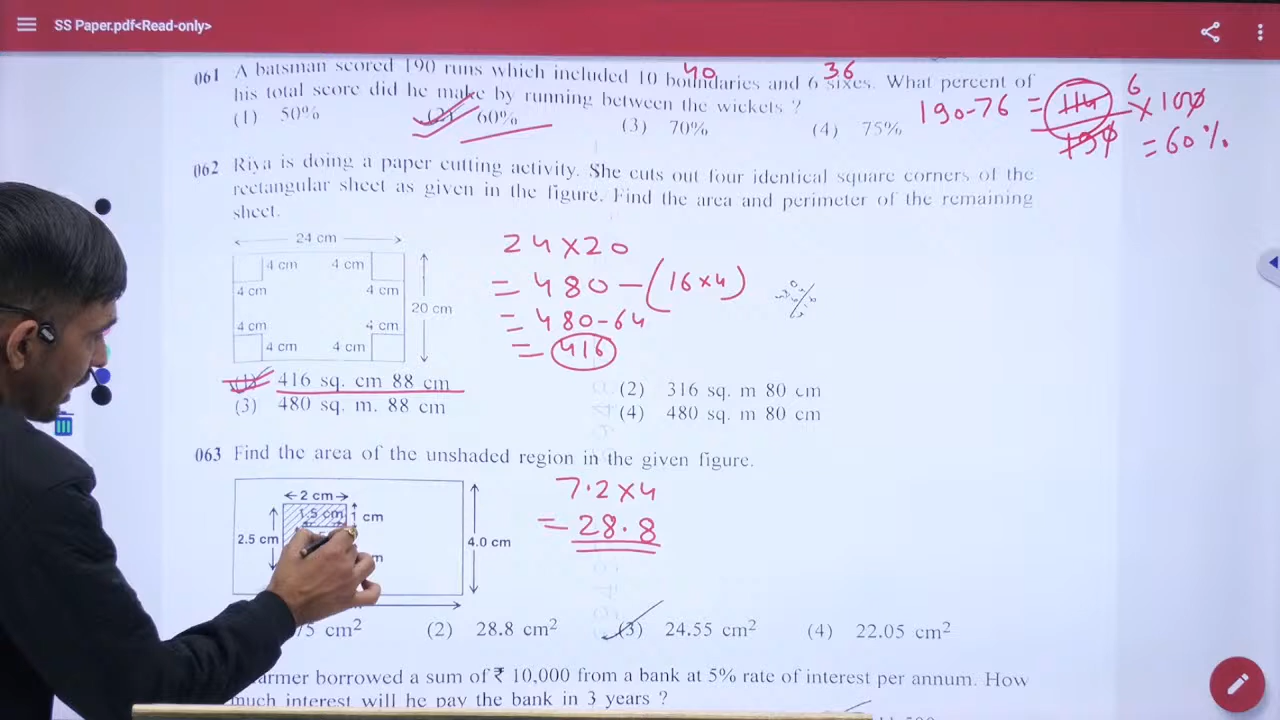 SS Paper.pdf<Read-only>
40 36
061 A batsman scored 190 runs which included 10 boundaries and 6 sixes. What percent of
his total score did he make by running between the wickets ?
(1) 50% (2) 60% (3) 70% (4) 75%
190-76 = 114 6 × 100
190 = 60%
062 Riya is doing a paper cutting activity. She cuts out four identical square corners of the
rectangular sheet as given in the figure. Find the area and perimeter of the remaining
sheet.
24 cm
4 cm 4 cm
4 cm 4 cm
20 cm
4 cm 4 cm
4 cm 4 cm
24×20
= 480 - (16×4)
= 480-64
= 416
(1) 416 sq. cm 88 cm (2) 316 sq. m 80 cm
(3) 480 sq. m. 88 cm (4) 480 sq. m 80 cm
063 Find the area of the unshaded region in the given figure.
2 cm
1.5 cm 1 cm
2.5 cm 4.0 cm
7.2×4
= 28.8
75 cm² (2) 28.8 cm² (3) 24.55 cm² (4) 22.05 cm²
armer borrowed a sum of ₹ 10,000 from a bank at 5% rate of interest per annum. How
much interest will he pay the bank in 3 years ?